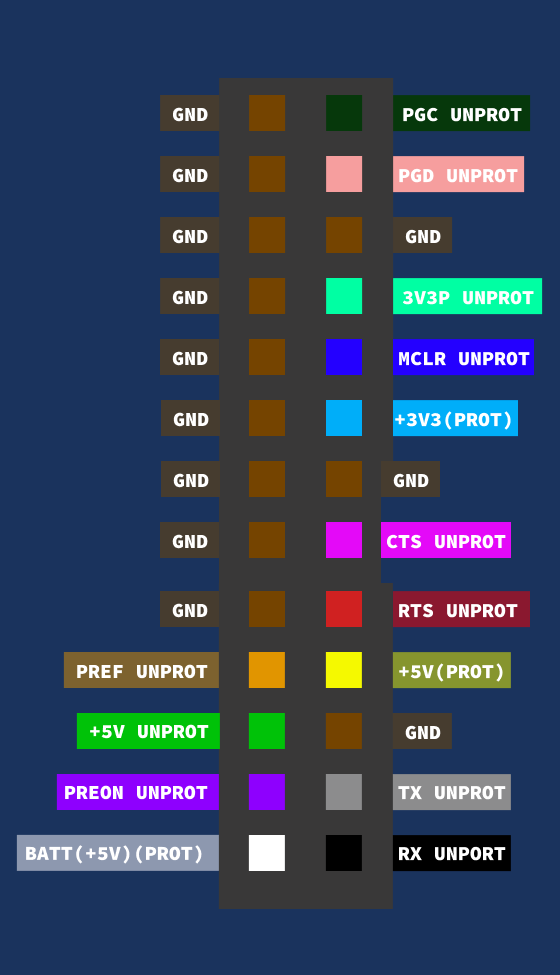 GND PGC UNPROT
GND PGD UNPROT
GND GND
GND 3V3P UNPROT
GND MCLR UNPROT
GND +3V3(PROT)
GND GND
GND CTS UNPROT
GND RTS UNPROT
PREF UNPROT +5V(PROT)
+5V UNPROT GND
PREON UNPROT TX UNPROT
BATT(+5V)(PROT) RX UNPORT